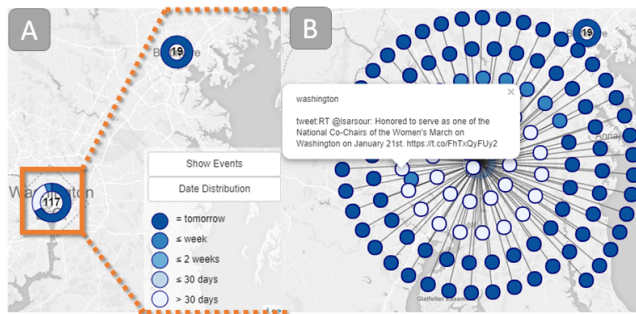 A
19
Washington
117
Show Events
Date Distribution
= tomorrow
≤ week
≤ 2 weeks
≤ 30 days
> 30 days
B
19
washington
tweet:RT @lsarsour: Honored to serve as one of the
National Co-Chairs of the Women's March on
Washington on January 21st. https://t.co/FhTxQyFUy2